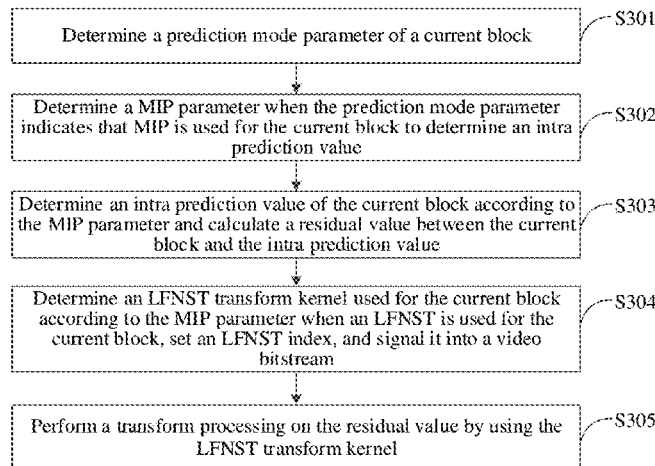 Determine a prediction mode parameter of a current block
S301
Determine a MIP parameter when the prediction mode parameter
indicates that MIP is used for the current block to determine an intra
prediction value
S302
Determine an intra prediction value of the current block according to
the MIP parameter and calculate a residual value between the current
block and the intra prediction value
S303
Determine an LFNST transform kernel used for the current block
according to the MIP parameter when an LFNST is used for the
current block, set an LFNST index, and signal it into a video
bitstream
S304
Perform a transform processing on the residual value by using the
LFNST transform kernel
S305